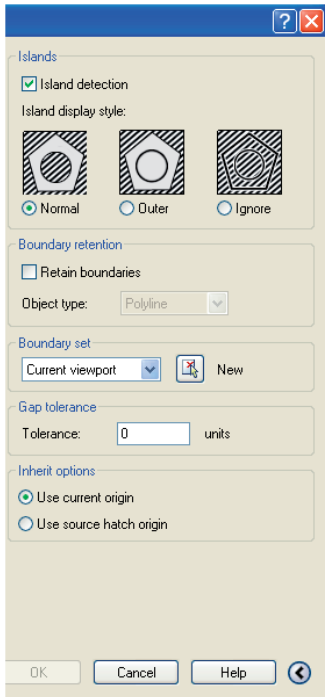 ?
Islands
Island detection
Island display style:
Normal Outer Ignore
Boundary retention
Retain boundaries
Object type: Polyline
Boundary set
Current viewport New
Gap tolerance
Tolerance: 0 units
Inherit options
Use current origin
Use source hatch origin
OK Cancel Help